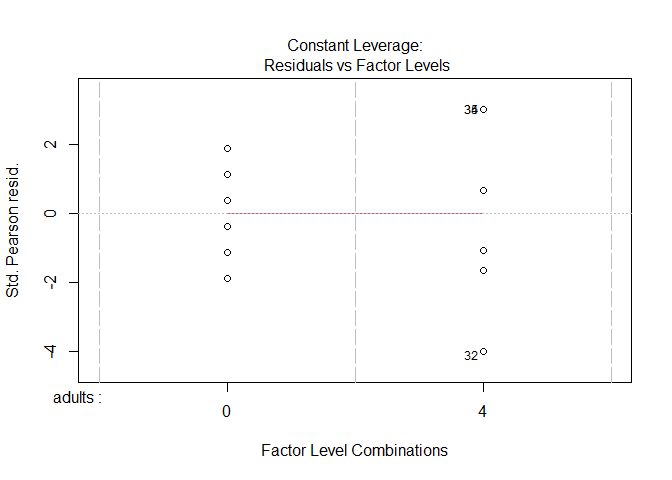 Constant Leverage:
Residuals vs Factor Levels
Std. Pearson resid.
2
0
-2
-4
32
adults :
0
4
Factor Level Combinations